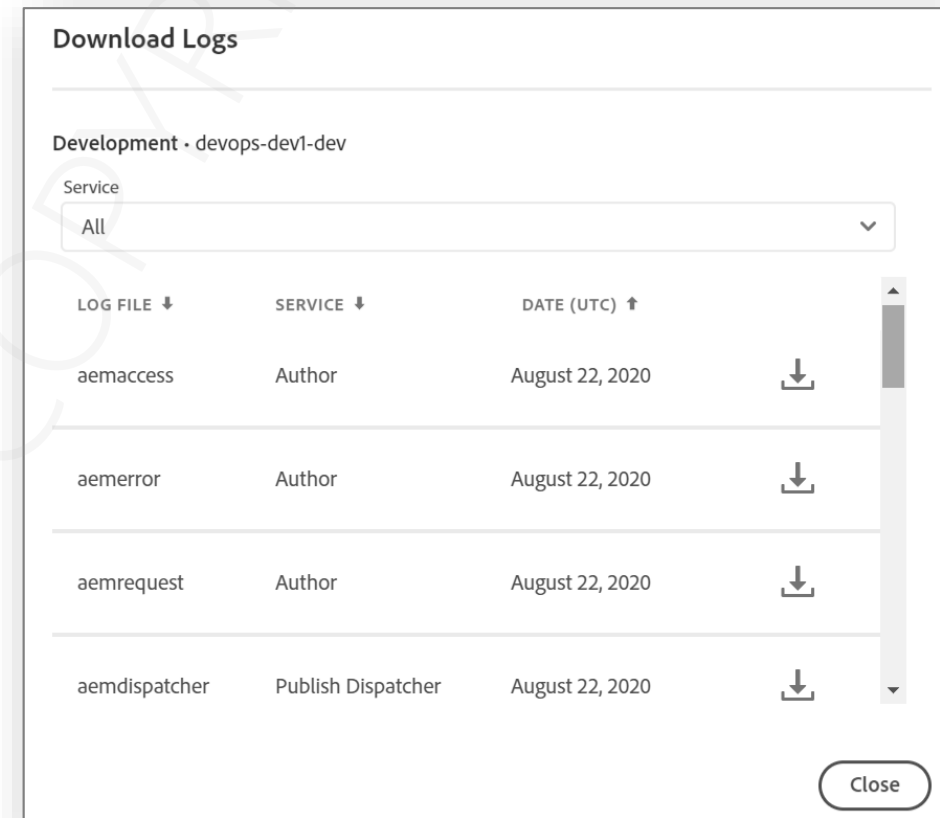 Download Logs
Development · devops-dev1-dev
Service
All
LOG FILE SERVICE DATE (UTC)
aemaccess Author August 22, 2020
aemerror Author August 22, 2020
aemrequest Author August 22, 2020
aemdispatcher Publish Dispatcher August 22, 2020
Close